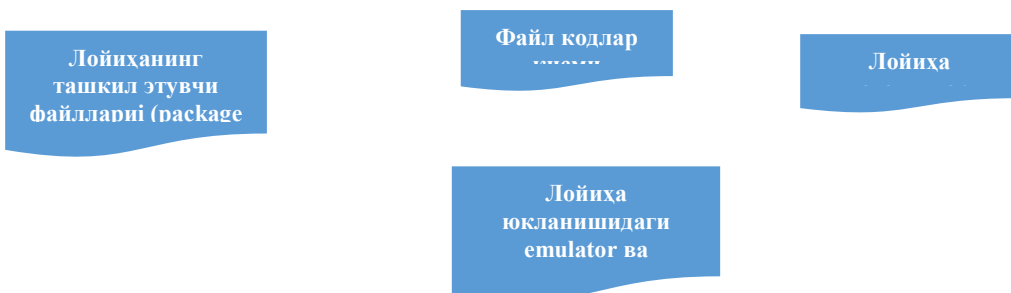 Лойиҳанинг
ташкил этувчи
файллариі (package
Файл кодлар
Лойиҳа
Лойиҳа
юкланишидаги
emulator ва